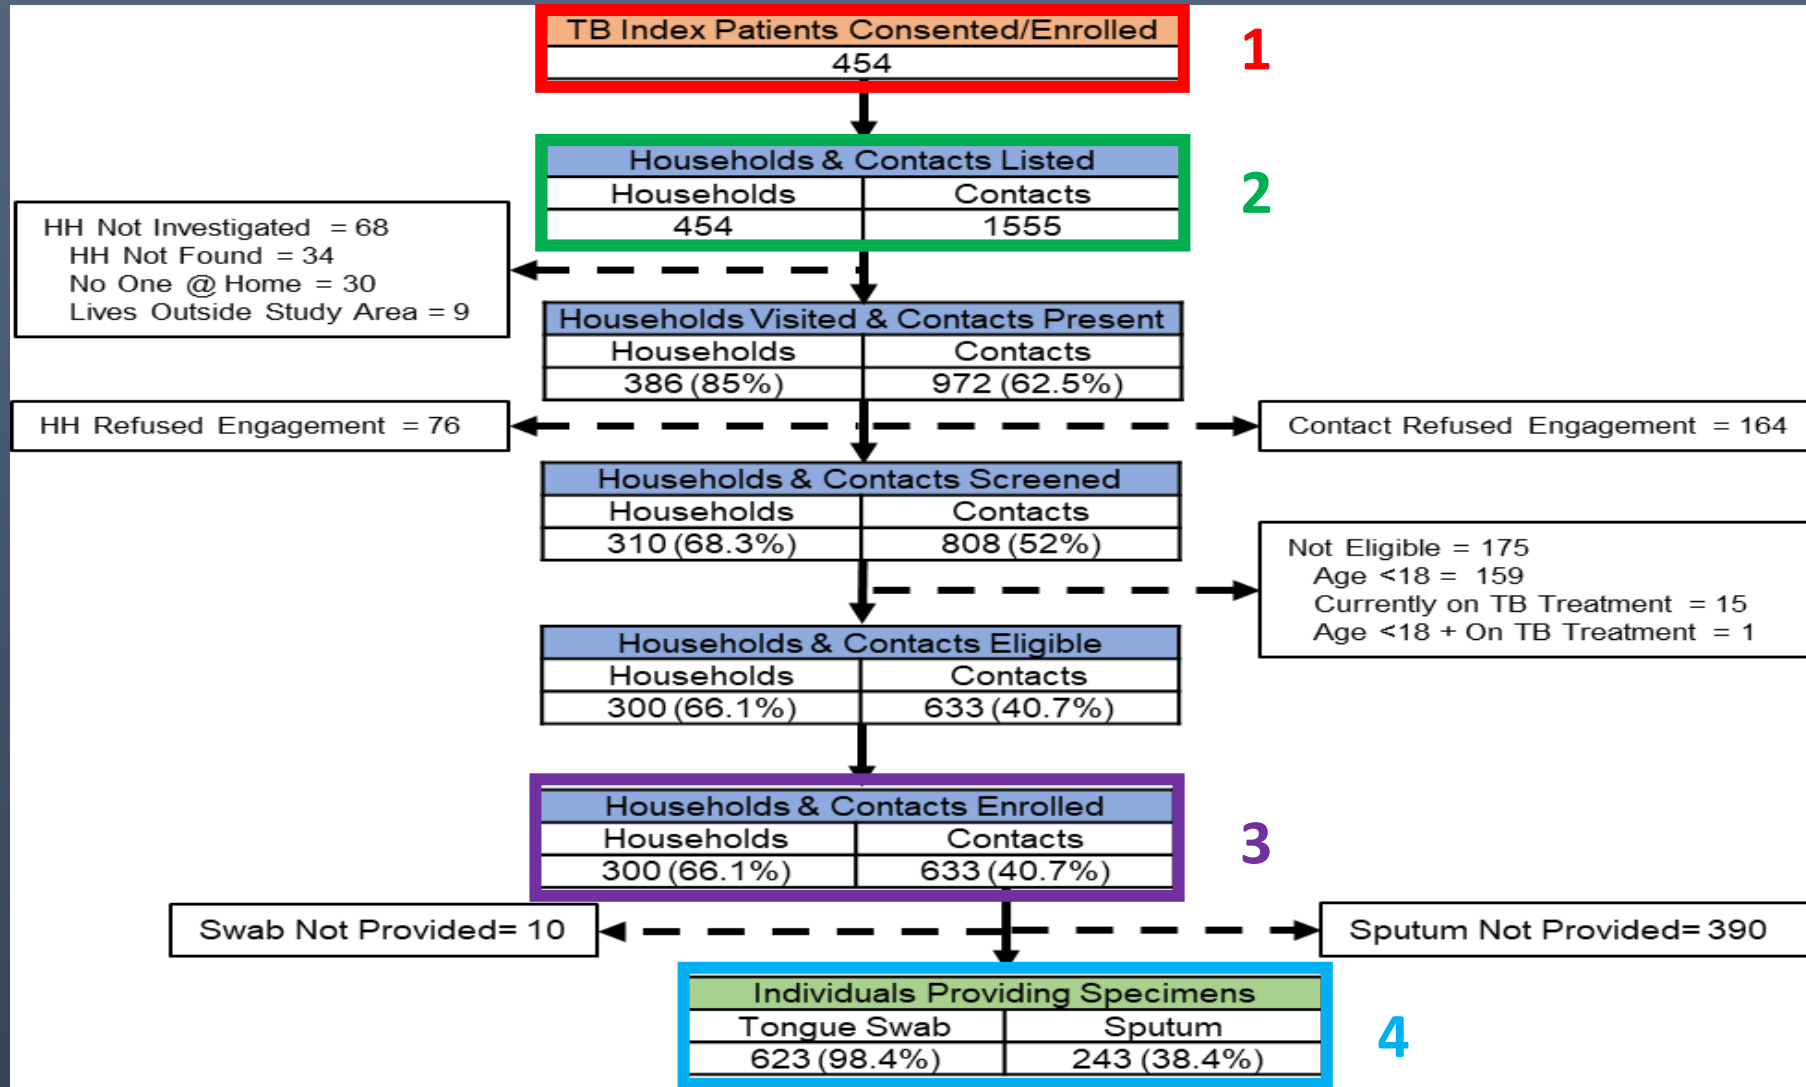 TB Index Patients Consented/Enrolled
454
1
Households & Contacts Listed
Households Contacts
454 1555
2
HH Not Investigated = 68
HH Not Found = 34
No One @ Home = 30
Lives Outside Study Area = 9
Households Visited & Contacts Present
Households Contacts
386 (85%) 972 (62.5%)
HH Refused Engagement = 76
Contact Refused Engagement = 164
Households & Contacts Screened
Households Contacts
310 (68.3%) 808 (52%)
Not Eligible = 175
Age <18 = 159
Currently on TB Treatment = 15
Age <18 + On TB Treatment = 1
Households & Contacts Eligible
Households Contacts
300 (66.1%) 633 (40.7%)
Households & Contacts Enrolled
Households Contacts
300 (66.1%) 633 (40.7%)
3
Swab Not Provided= 10
Sputum Not Provided= 390
Individuals Providing Specimens
Tongue Swab Sputum
623 (98.4%) 243 (38.4%)
4